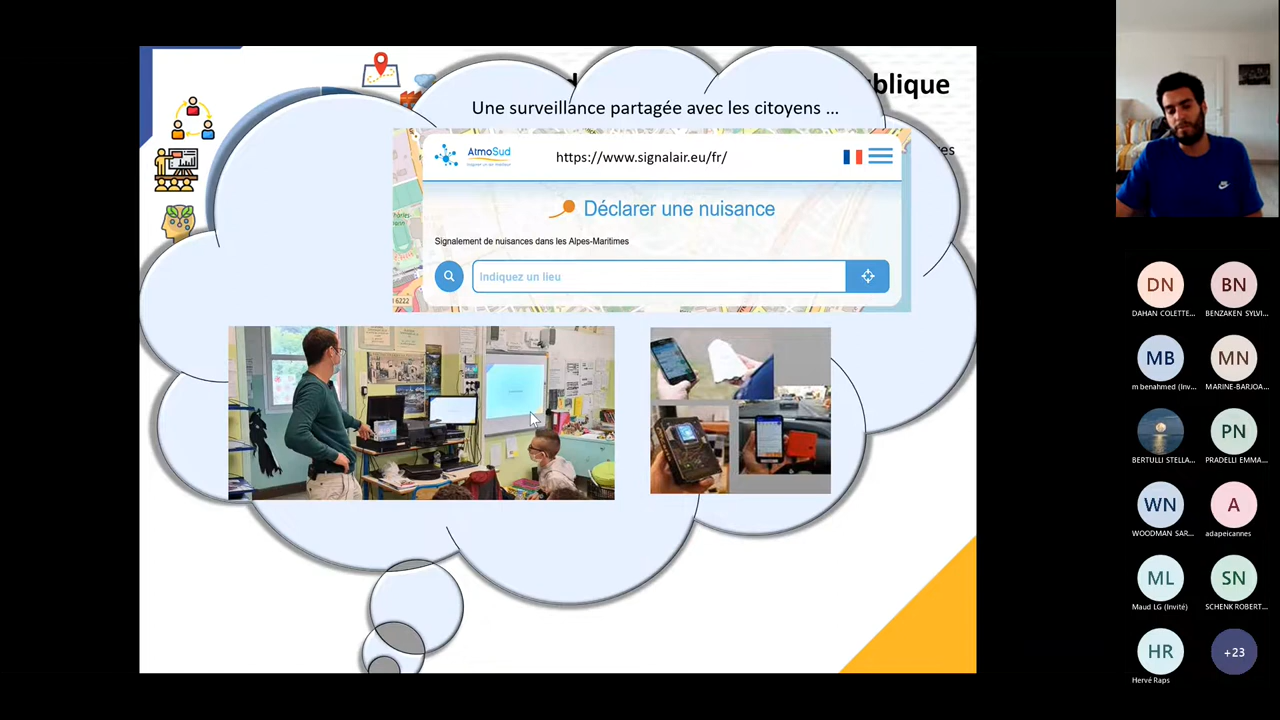 blique
Une surveillance partagée avec les citoyens ...
es
AtmoSud
https://www.signalair.eu/fr/
Déclarer une nuisance
Signalement de nuisances dans les Alpes-Maritimes
Indiquez un lieu
16222
DN
DAHAN COLETTE...
BN
BENZAKEN SYLVI...
MB
m benahmed (Inv...
MN
MARINE-BARJOA...
BERTULLI STELLA...
PN
PRADELLI EMMA...
WN
WOODMAN SAR...
A
adapeicannes
ML
Maud LG (Invité)
SN
SCHENK ROBERT...
HR
Hervé Raps
+23